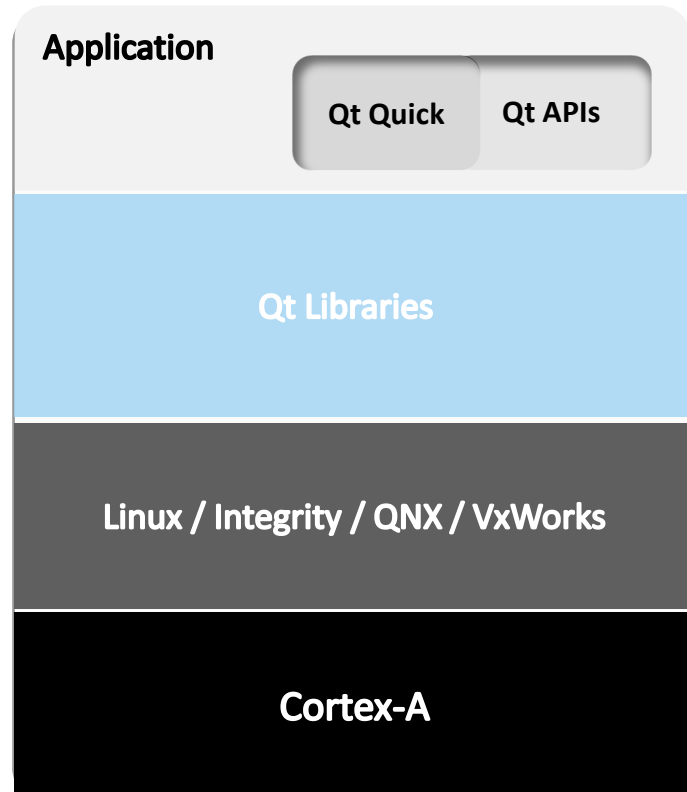 Application
Qt Quick
Qt APIs
Qt Libraries
Linux / Integrity / QNX / VxWorks
Cortex-A